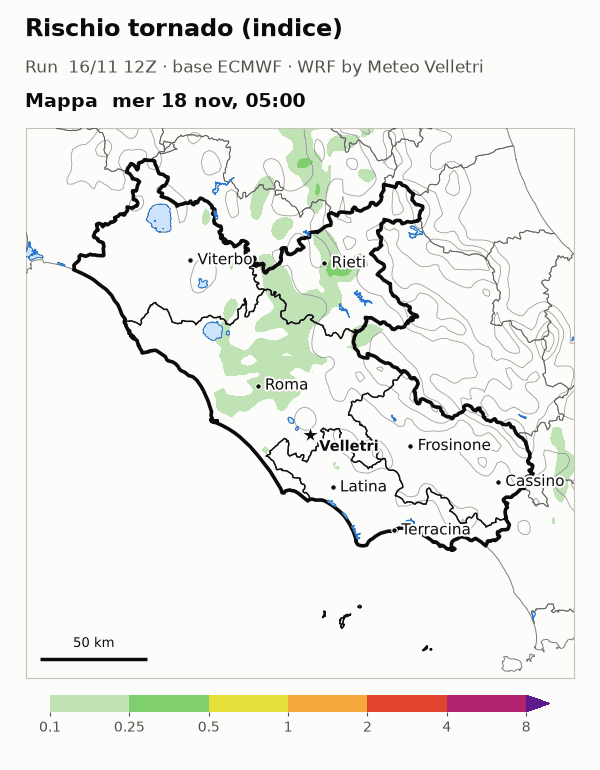 Rischio tornado (indice)
Run  16/11 12Z · base ECMWF · WRF by Meteo Velletri
Mappa  mer 18 nov, 05:00
Viterbo
Rieti
Roma
Velletri
Frosinone
Cassino
Latina
Terracina
50 km
0.1 0.25 0.5 1 2 4 8